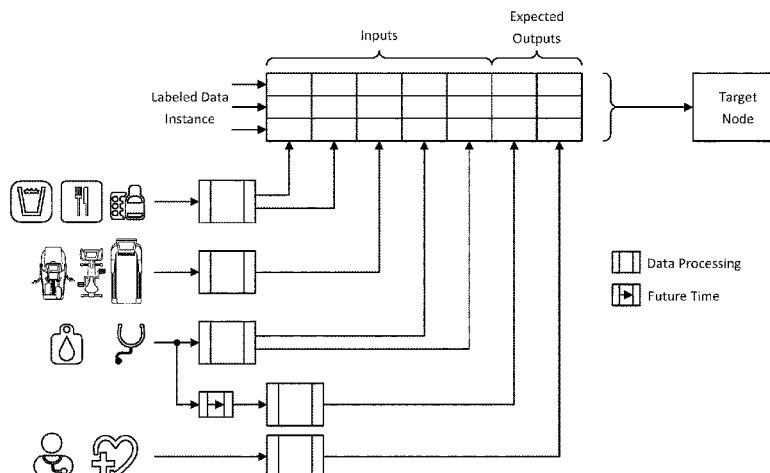 Inputs
Expected
Outputs
Labeled Data
Instance
Target
Node
Data Processing
Future Time